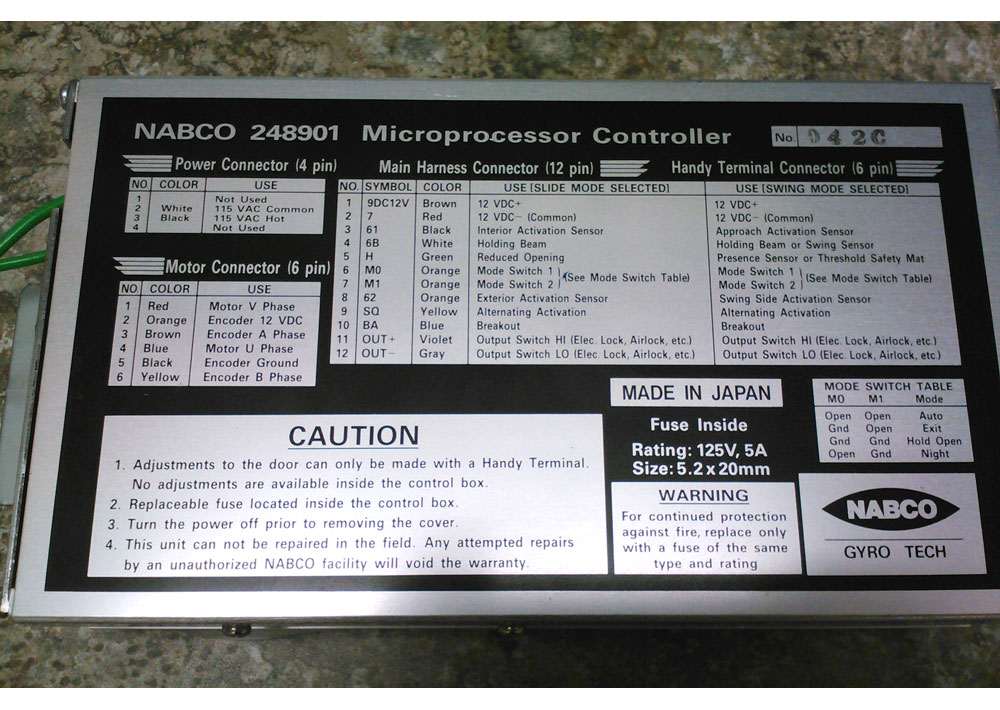 NABCO 248901 Microprocessor Controller
No. 942C
Power Connector (4 pin)
NO COLOR USE
1 Not Used
2 White 115 VAC Common
3 Black 115 VAC Hot
4 Not Used
Motor Connector (6 pin)
NO. COLOR USE
1 Red Motor V Phase
2 Orange Encoder 12 VDC
3 Brown Encoder A Phase
4 Blue Motor U Phase
5 Black Encoder Ground
6 Yellow Encoder B Phase
Main Harness Connector (12 pin) Handy Terminal Connector (6 pin)
NO. SYMBOL COLOR USE [SLIDE MODE SELECTED] USE [SWING MODE SELECTED]
1 9DC12V Brown 12 VDC+ 12 VDC+
2 7 Red 12 VDC− (Common) 12 VDC− (Common)
3 61 Black Interior Activation Sensor Approach Activation Sensor
4 6B White Holding Beam Holding Beam or Swing Sensor
5 H Green Reduced Opening Presence Sensor or Threshold Safety Mat
6 M0 Orange Mode Switch 1 Mode Switch 1
(See Mode Switch Table) (See Mode Switch Table)
7 M1 Orange Mode Switch 2 Mode Switch 2
8 62 Orange Exterior Activation Sensor Swing Side Activation Sensor
9 SQ Yellow Alternating Activation Alternating Activation
10 BA Blue Breakout Breakout
11 OUT+ Violet Output Switch HI (Elec. Lock, Airlock, etc.) Output Switch HI (Elec. Lock, Airlock, etc.)
12 OUT− Gray Output Switch LO (Elec. Lock, Airlock, etc.) Output Switch LO (Elec. Lock, Airlock, etc.)
CAUTION
1. Adjustments to the door can only be made with a Handy Terminal.
No adjustments are available inside the control box.
2. Replaceable fuse located inside the control box.
3. Turn the power off prior to removing the cover.
4. This unit can not be repaired in the field. Any attempted repairs
by an unauthorized NABCO facility will void the warranty.
MADE IN JAPAN
Fuse Inside
Rating: 125V, 5A
Size: 5.2 x 20mm
WARNING
For continued protection
against fire, replace only
with a fuse of the same
type and rating
MODE SWITCH TABLE
M0 M1 Mode
Open Open Auto
Gnd Open Exit
Gnd Gnd Hold Open
Open Gnd Night
NABCO
GYRO TECH